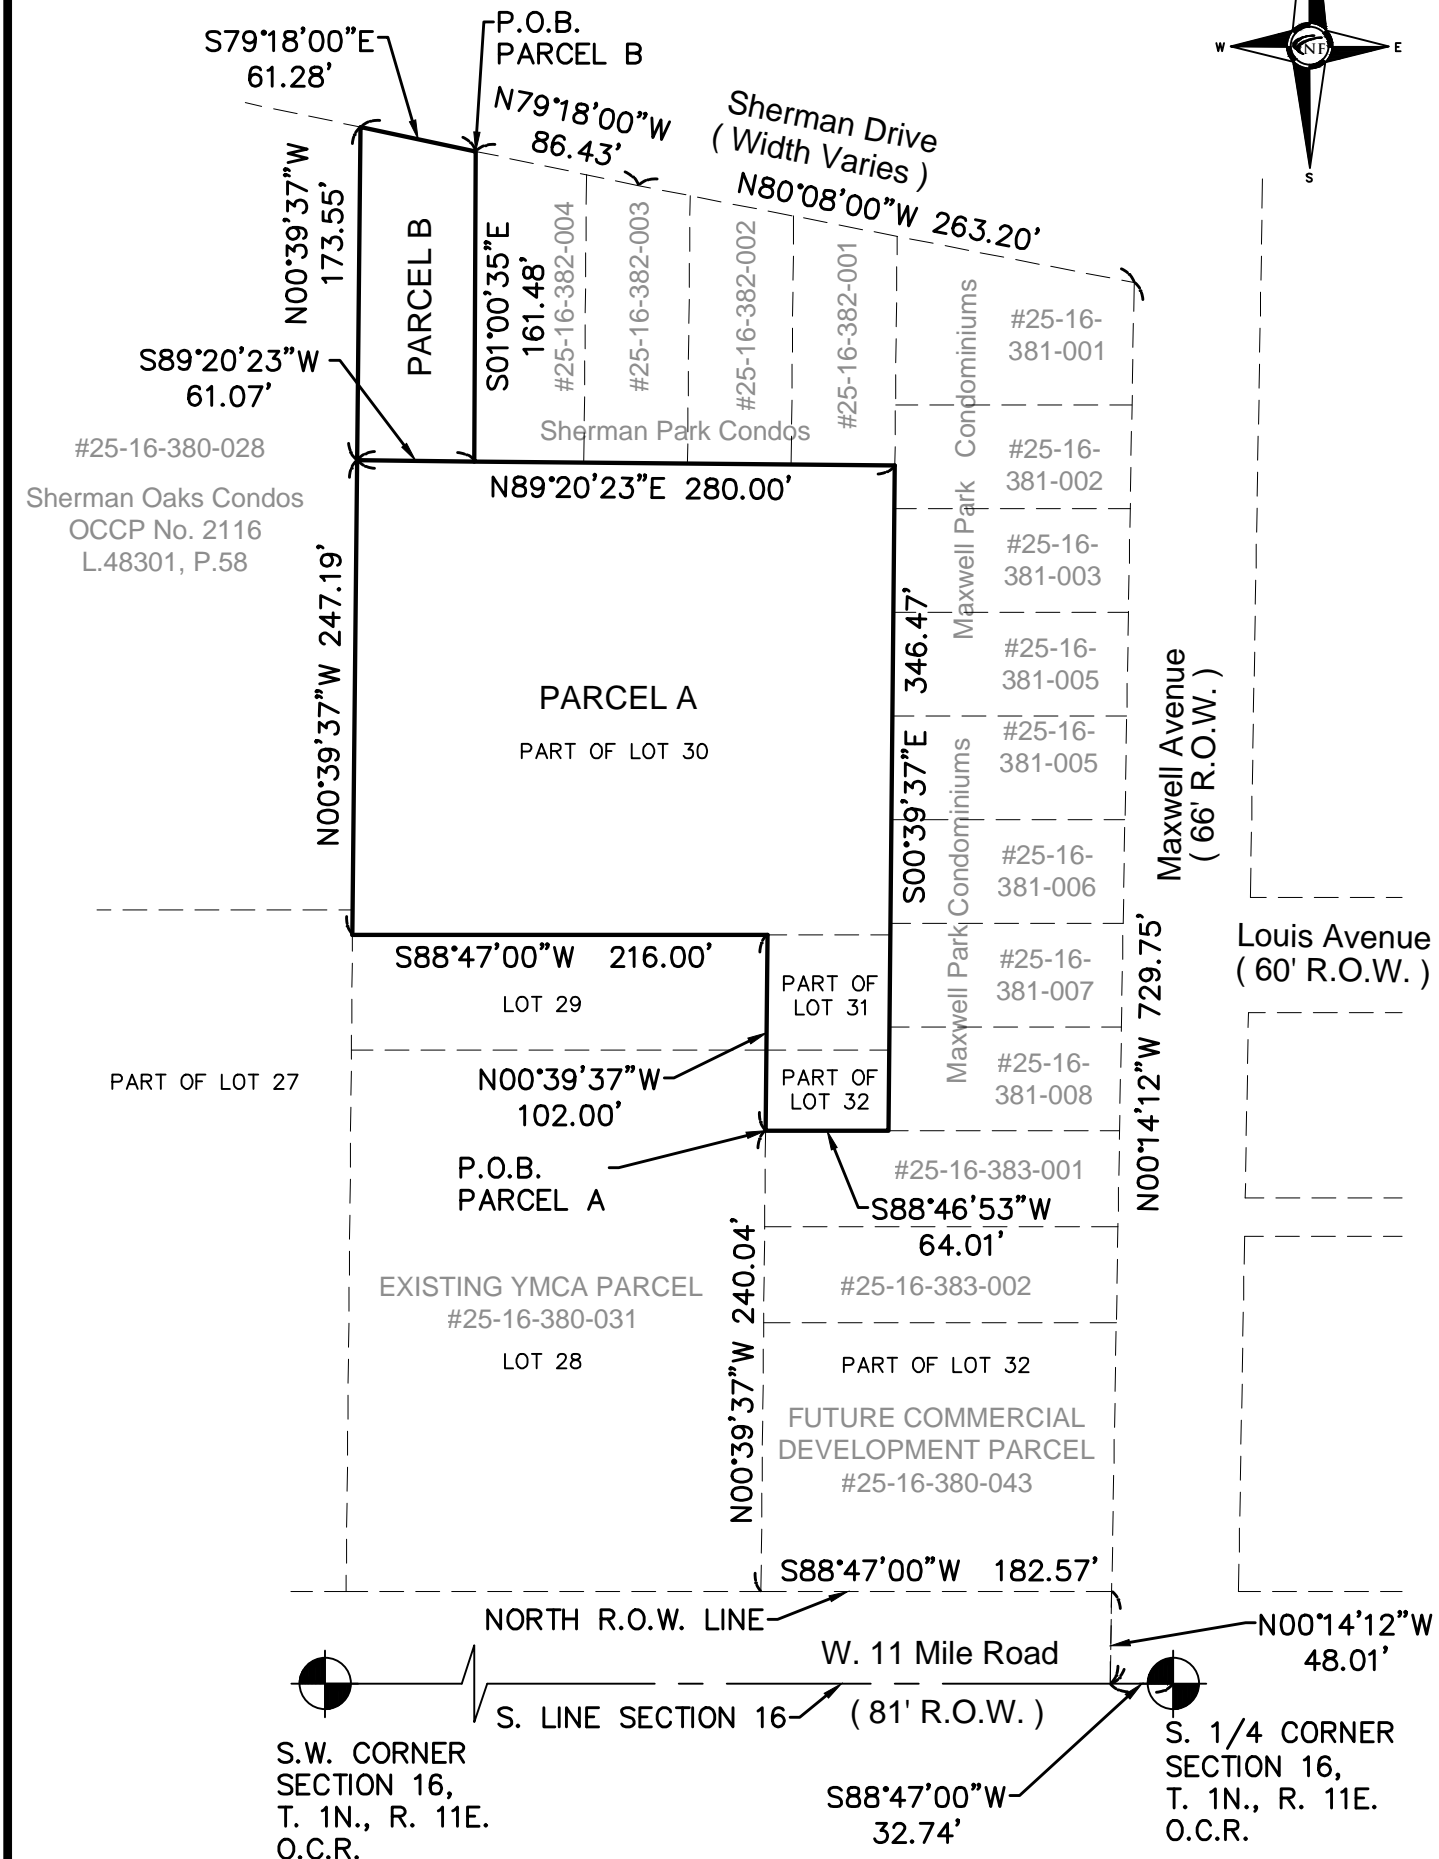 P.O.B.
PARCEL B
S79°18'00"E
61.28'
W
E
S
NF
N79°18'00"W
86.43'
Sherman Drive
( Width Varies )
N80°08'00"W 263.20'
N00°39'37"W
173.55'
PARCEL B
S01°00'35"E
161.48'
#25-16-382-004
#25-16-382-003
#25-16-382-002
#25-16-382-001
Sherman Park Condos
S89°20'23"W
61.07'
#25-16-380-028
Sherman Oaks Condos
OCCP No. 2116
L.48301, P.58
N89°20'23"E 280.00'
#25-16-
381-001
#25-16-
381-002
#25-16-
381-003
#25-16-
381-005
#25-16-
381-005
#25-16-
381-006
#25-16-
381-007
#25-16-
381-008
Maxwell Park Condominiums
Maxwell Park Condominiums
N00°39'37"W 247.19'
PARCEL A
PART OF LOT 30
S00°39'37"E 346.47'
Maxwell Avenue
( 66' R.O.W. )
Louis Avenue
( 60' R.O.W. )
N00°14'12"W 729.75'
S88°47'00"W 216.00'
LOT 29
PART OF
LOT 31
PART OF LOT 27
N00°39'37"W
102.00'
PART OF
LOT 32
P.O.B.
PARCEL A
#25-16-383-001
S88°46'53"W
64.01'
EXISTING YMCA PARCEL
#25-16-380-031
LOT 28
N00°39'37"W 240.04'
#25-16-383-002
PART OF LOT 32
FUTURE COMMERCIAL
DEVELOPMENT PARCEL
#25-16-380-043
S88°47'00"W 182.57'
NORTH R.O.W. LINE
N00°14'12"W
48.01'
W. 11 Mile Road
( 81' R.O.W. )
S. LINE SECTION 16
S.W. CORNER
SECTION 16,
T. 1N., R. 11E.
O.C.R.
S88°47'00"W
32.74'
S. 1/4 CORNER
SECTION 16,
T. 1N., R. 11E.
O.C.R.